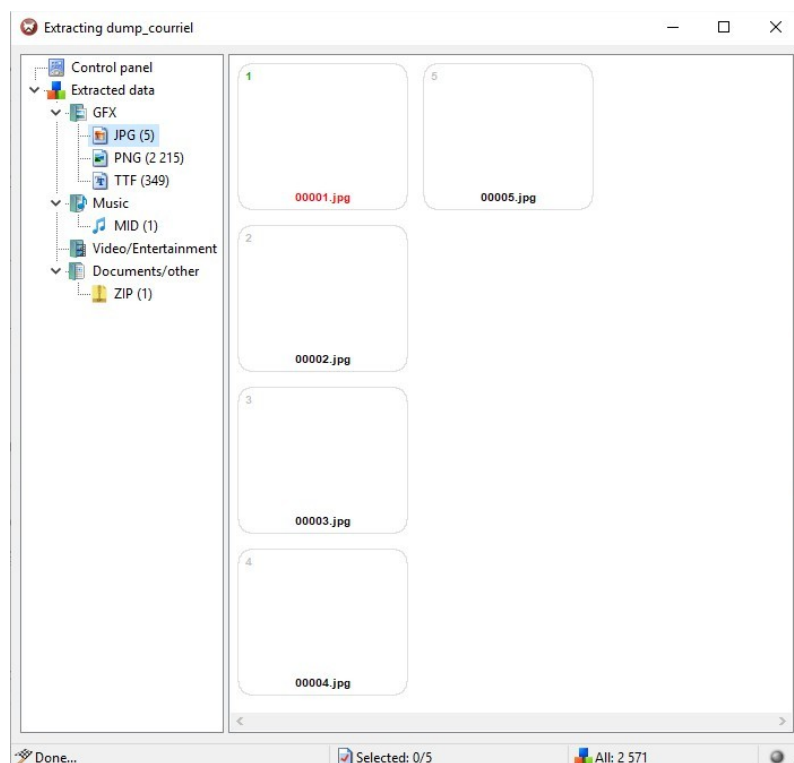 Extracting dump_courriel
Control panel
Extracted data
GFX
JPG (5)
PNG (2 215)
TTF (349)
Music
MID (1)
Video/Entertainment
Documents/other
ZIP (1)
1
00001.jpg
5
00005.jpg
2
00002.jpg
3
00003.jpg
4
00004.jpg
Done...
Selected: 0/5
All: 2 571